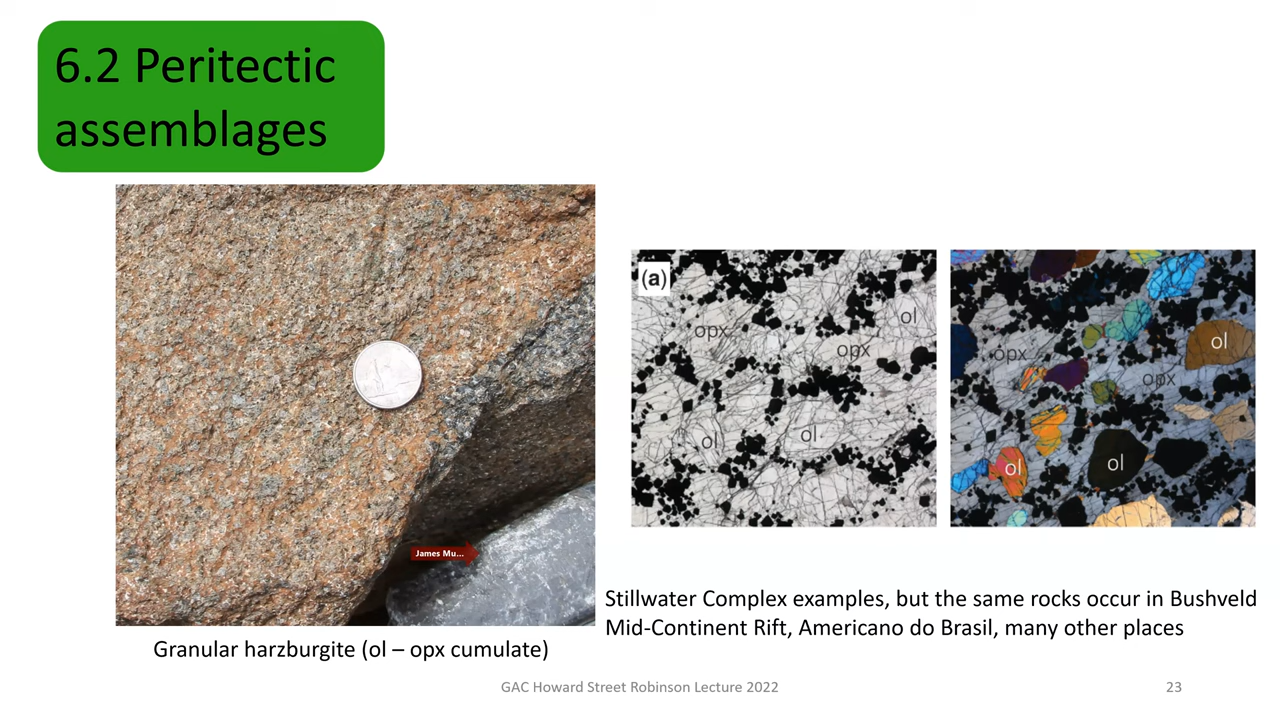 6.2 Peritectic
assemblages
(a)
opx
ol
opx
ol
ol
opx
ol
opx
ol
ol
James Mu...
Stillwater Complex examples, but the same rocks occur in Bushveld
Mid-Continent Rift, Americano do Brasil, many other places
Granular harzburgite (ol – opx cumulate)
GAC Howard Street Robinson Lecture 2022
23